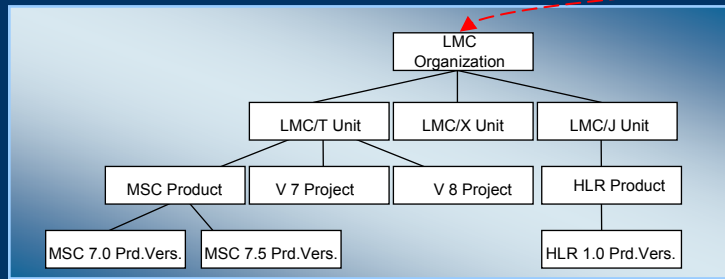 LMC
Organization
LMC/T Unit
LMC/X Unit
LMC/J Unit
MSC Product
V 7 Project
V 8 Project
HLR Product
MSC 7.0 Prd.Vers.
MSC 7.5 Prd.Vers.
HLR 1.0 Prd.Vers.